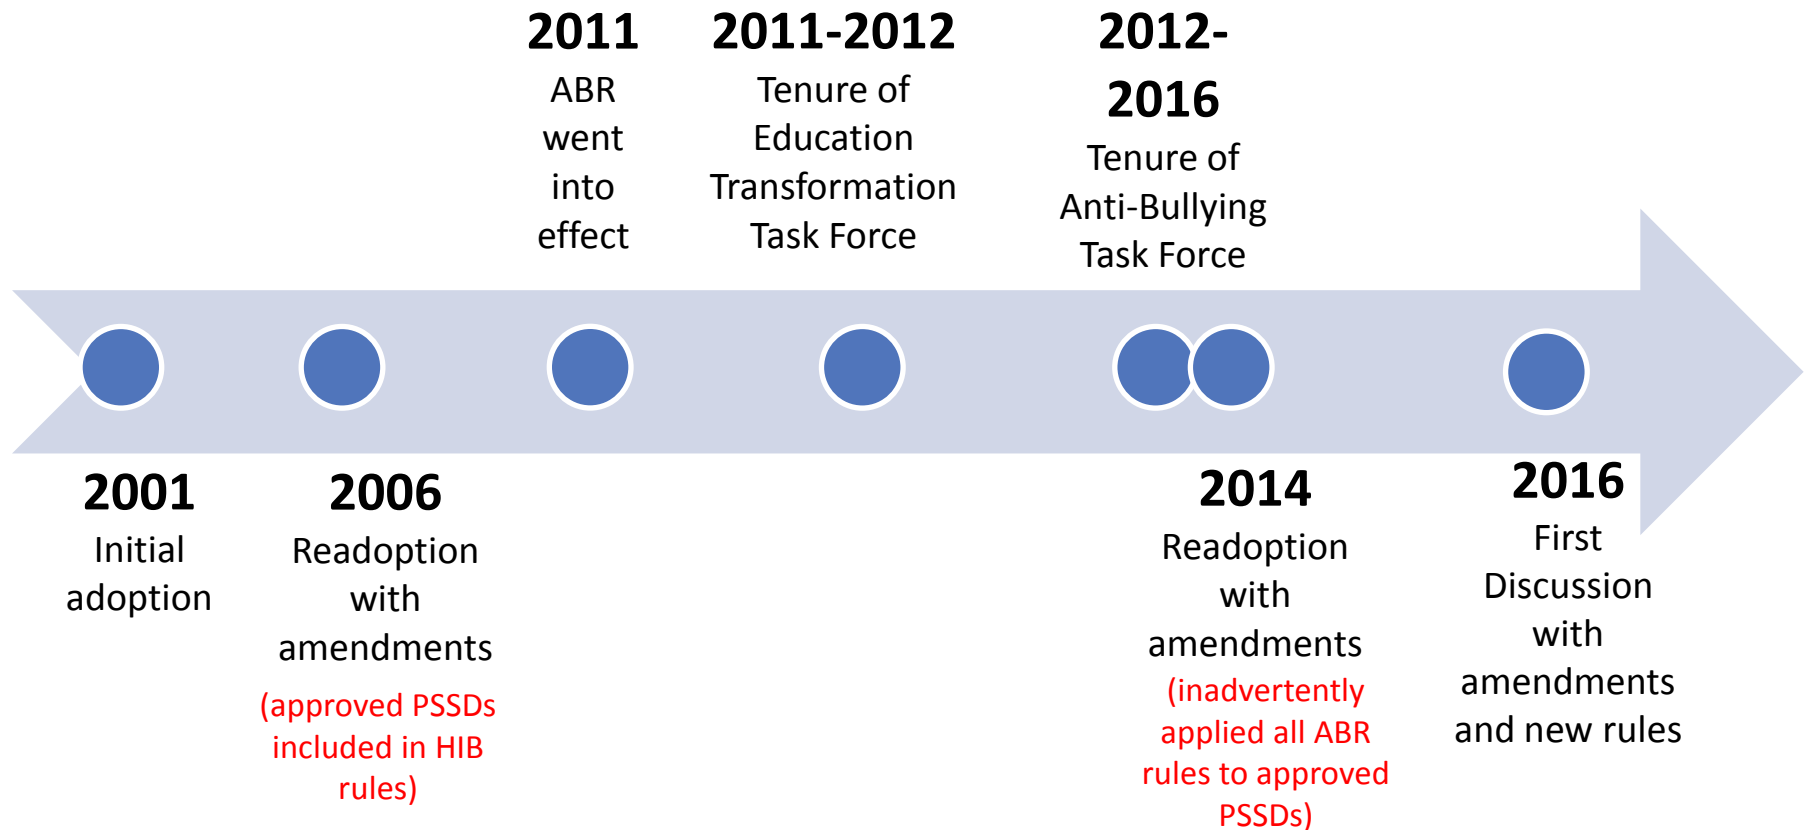 2011
ABR
went
into
effect
2011-2012
Tenure of
Education
Transformation
Task Force
2012-
2016
Tenure of
Anti-Bullying
Task Force
2001
Initial
adoption
2006
Readoption
with
amendments
(approved PSSDs
included in HIB
rules)
2014
Readoption
with
amendments
(inadvertently
applied all ABR
rules to approved
PSSDs)
2016
First
Discussion
with
amendments
and new rules